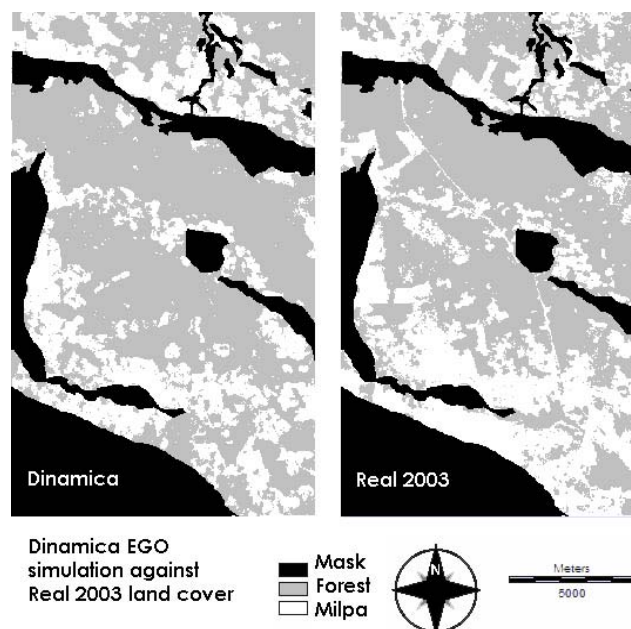 Dinamica
Real 2003
Dinamica EGO
simulation against
Real 2003 land cover
Mask
Forest
Milpa
N
Meters
5000